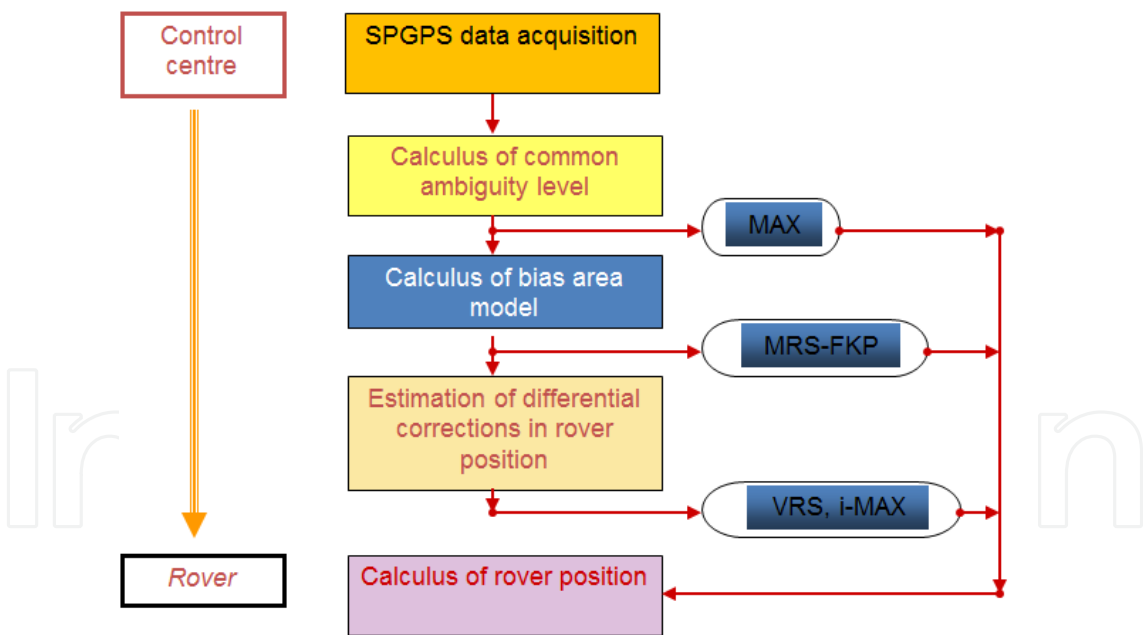 Control
centre
SPGPS data acquisition
Calculus of common
ambiguity level
MAX
Calculus of bias area
model
MRS-FKP
Estimation of differential
corrections in rover
position
VRS, i-MAX
Rover
Calculus of rover position